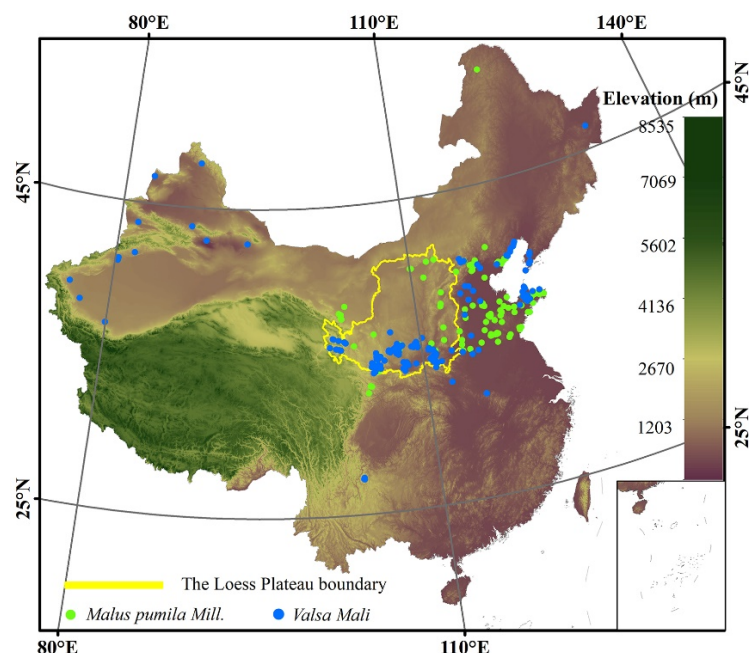 80°E
110°E
140°E
45°N
Elevation (m)
8535
7069
45°N
5602
4136
2670
1203
25°N
25°N
The Loess Plateau boundary
Malus pumila Mill.
Valsa Mali
80°E
110°E